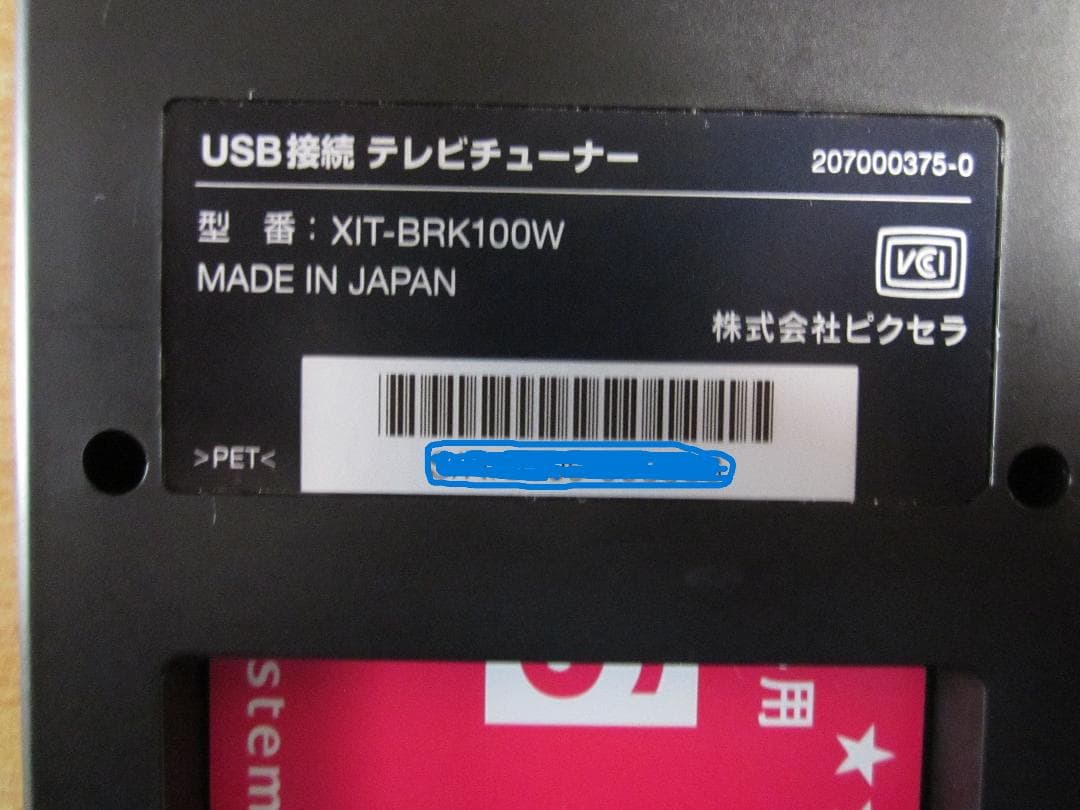 USB接続 テレビチューナー 207000375-0
型 番：XIT-BRK100W
MADE IN JAPAN
VCCI
株式会社ピクセラ
>PET<
stem
用